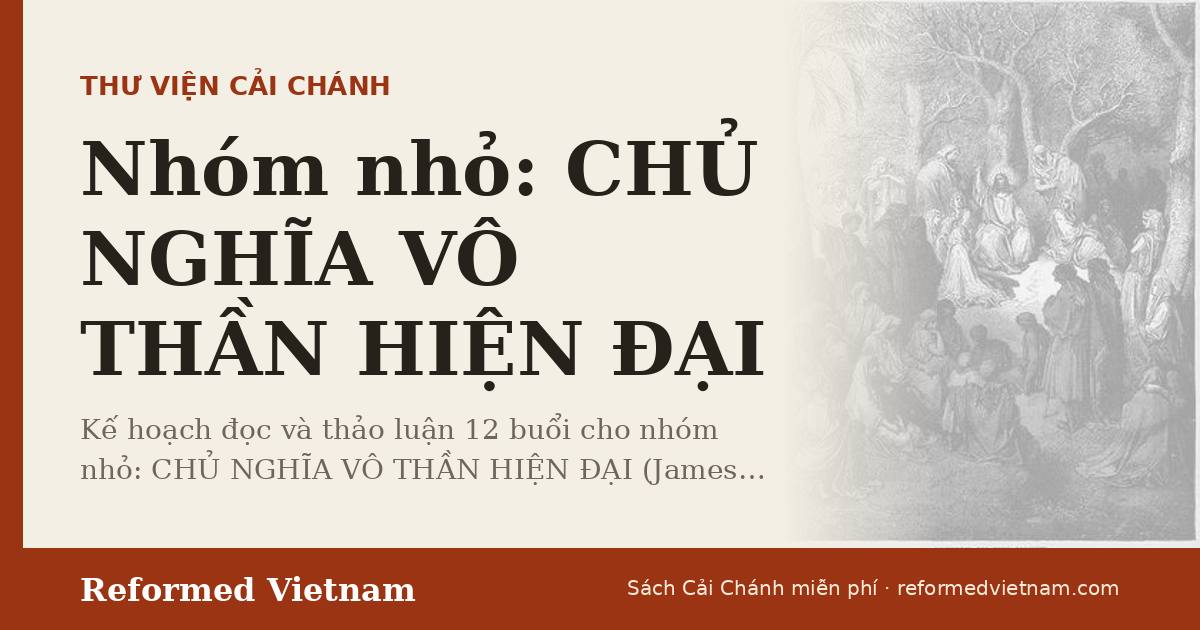 THƯ VIỆN CẢI CHÁNH
Nhóm nhỏ: CHỦ
NGHĨA VÔ
THẦN HIỆN ĐẠI
Kế hoạch đọc và thảo luận 12 buổi cho nhóm
nhỏ: CHỦ NGHĨA VÔ THẦN HIỆN ĐẠI (James...
Reformed Vietnam
Sách Cải Chánh miễn phí · reformedvietnam.com